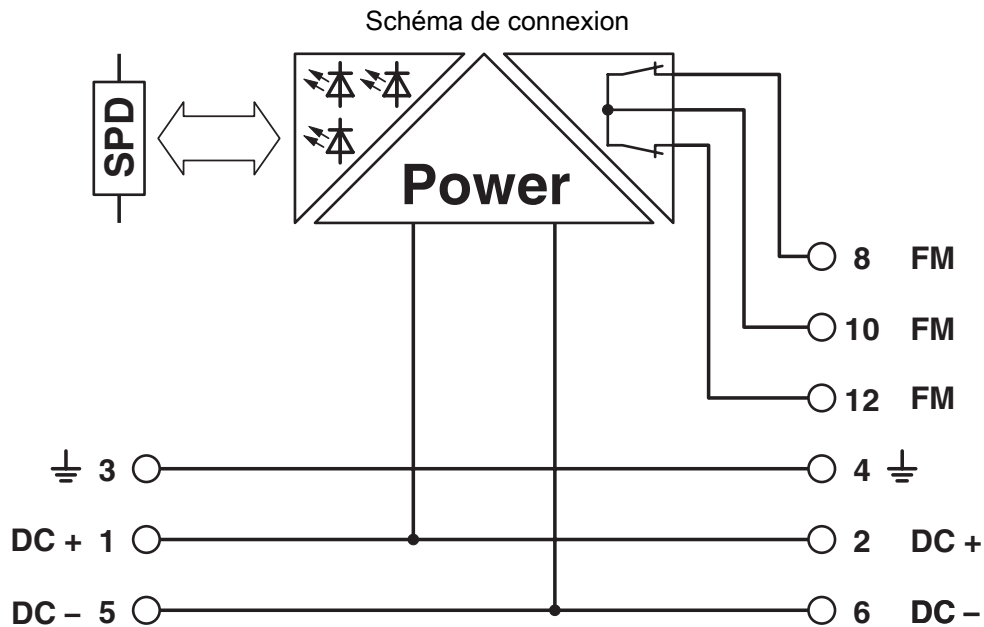 Schéma de connexion
SPD
Power
8 FM
10 FM
12 FM
3 4
DC + 1 2 DC +
DC – 5 6 DC –